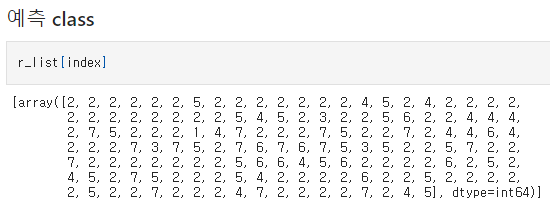 예측 class
r_list[index]
[array([2, 2, 2, 2, 2, 2, 5, 2, 2, 2, 2, 2, 2, 2, 4, 5, 2, 4, 2, 2, 2, 2,
2, 2, 2, 2, 2, 2, 2, 2, 5, 4, 5, 2, 3, 2, 2, 5, 6, 2, 2, 4, 4, 4,
2, 7, 5, 2, 2, 2, 1, 4, 7, 2, 2, 2, 7, 5, 2, 2, 7, 2, 4, 4, 6, 4,
2, 2, 2, 7, 3, 7, 5, 2, 7, 6, 7, 6, 7, 5, 3, 5, 2, 2, 5, 7, 2, 2,
7, 2, 2, 2, 2, 2, 2, 2, 5, 6, 6, 4, 5, 6, 2, 2, 2, 2, 6, 2, 5, 2,
4, 5, 2, 7, 5, 2, 2, 5, 4, 2, 2, 2, 2, 6, 2, 2, 5, 2, 2, 2, 2, 2,
2, 5, 2, 2, 7, 2, 2, 2, 4, 7, 2, 2, 2, 2, 7, 2, 4, 5], dtype=int64)]